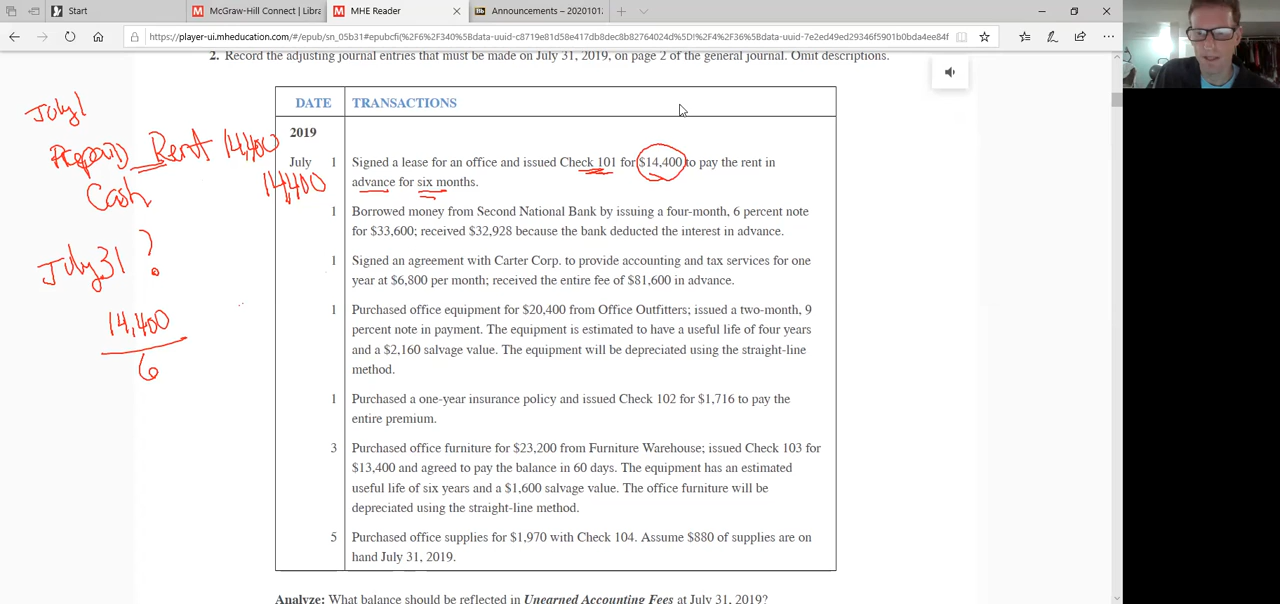 Start
McGraw-Hill Connect | Libra
MHE Reader
Announcements – 20201012
https://player-ui.mheducation.com/#/epub/sn_05b31#epubcfi(%2F6%2F340%5Bdata-uuid-c8719e81d58e417db8bc8b82764024d%5D!%2F4%2F36%5Bdata-uuid-7e2ed49ed29346f5901d0bda4ee84f
2. Record the adjusting journal entries that must be made on July 31, 2019, on page 2 of the general journal. Omit descriptions.
July 1
Prepaid Rent 14,400
Cash 14,400
July 31 ?
14,400
6
DATE TRANSACTIONS
2019
July 1 Signed a lease for an office and issued Check 101 for $14,400 to pay the rent in
advance for six months.
1 Borrowed money from Second National Bank by issuing a four-month, 6 percent note
for $33,600; received $32,928 because the bank deducted the interest in advance.
1 Signed an agreement with Carter Corp. to provide accounting and tax services for one
year at $6,800 per month; received the entire fee of $81,600 in advance.
1 Purchased office equipment for $20,400 from Office Outfitters; issued a two-month, 9
percent note in payment. The equipment is estimated to have a useful life of four years
and a $2,160 salvage value. The equipment will be depreciated using the straight-line
method.
1 Purchased a one-year insurance policy and issued Check 102 for $1,716 to pay the
entire premium.
3 Purchased office furniture for $23,200 from Furniture Warehouse; issued Check 103 for
$13,400 and agreed to pay the balance in 60 days. The equipment has an estimated
useful life of six years and a $1,600 salvage value. The office furniture will be
depreciated using the straight-line method.
5 Purchased office supplies for $1,970 with Check 104. Assume $880 of supplies are on
hand July 31, 2019.
Analyze: What balance should be reflected in Unearned Accounting Fees at July 31, 2019?